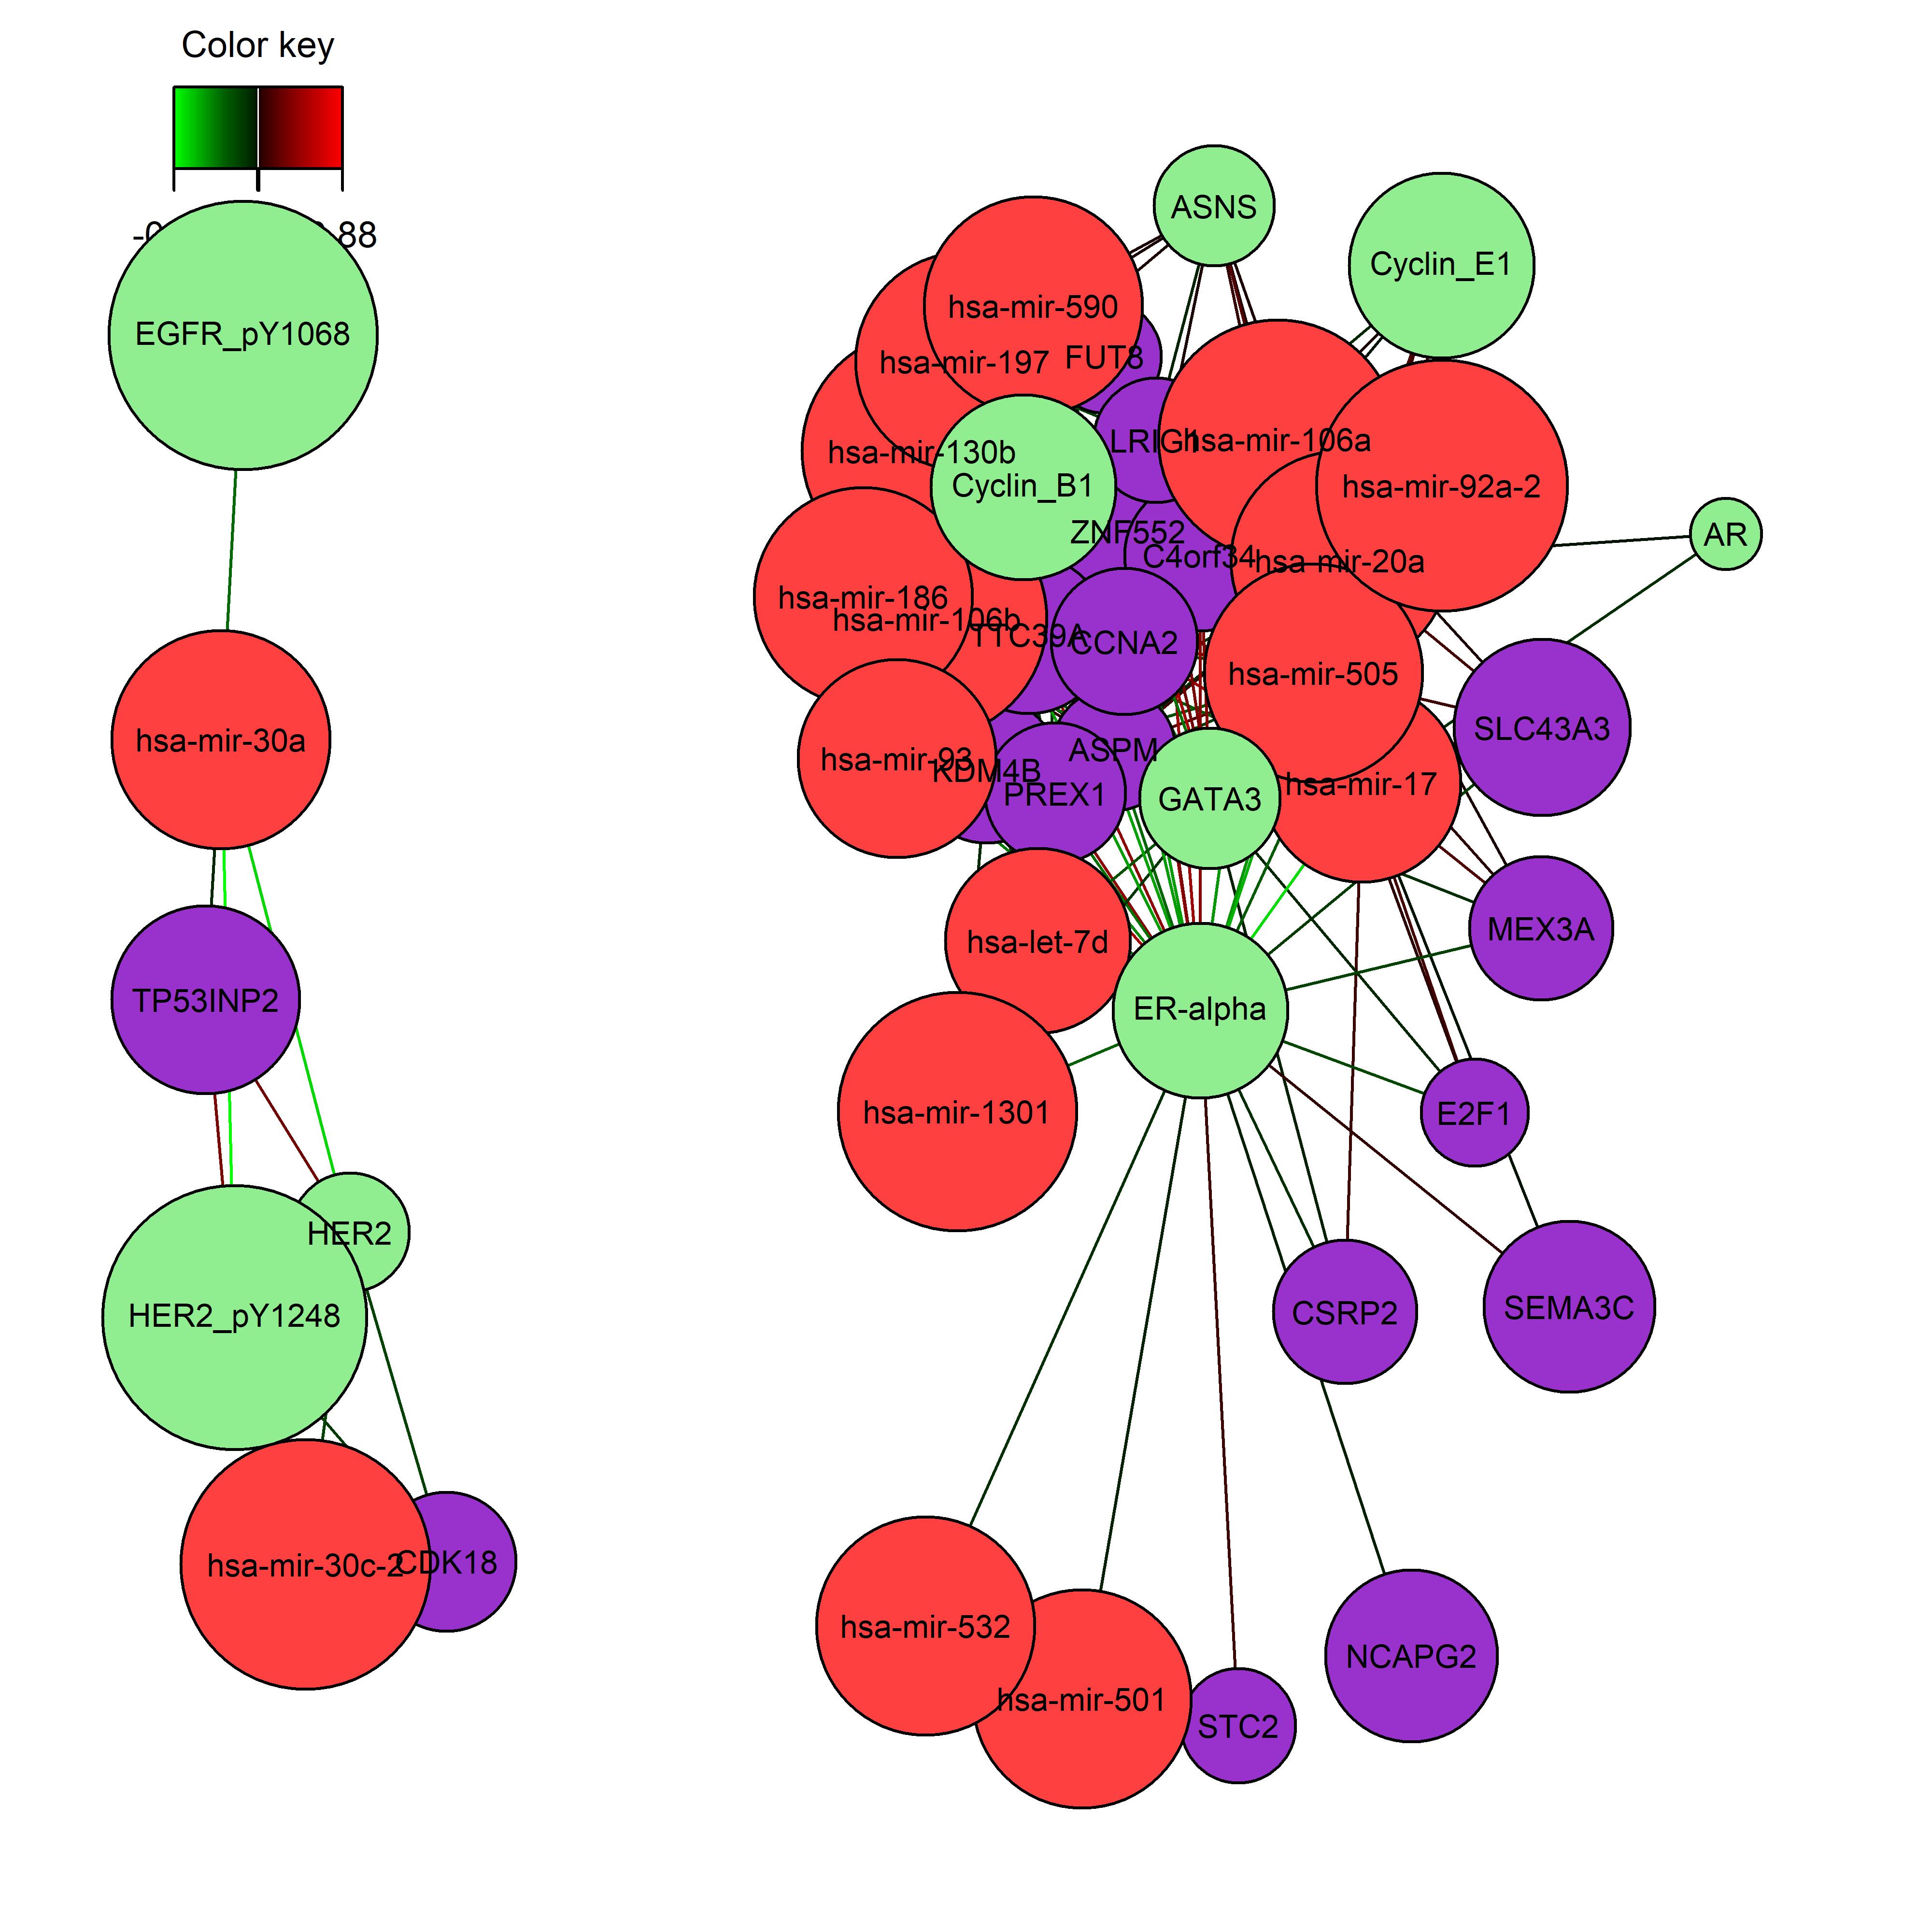 Color key
-0
88
EGFR_pY1068
hsa-mir-30a
TP53INP2
HER2
HER2_pY1248
hsa-mir-30c-2
CDK18
ASNS
Cyclin_E1
hsa-mir-590
hsa-mir-197
FUT8
hsa-mir-130b
LRIG1
hsa-mir-106a
Cyclin_B1
hsa-mir-92a-2
ZNF552
C4orf34
hsa-mir-20a
AR
hsa-mir-186
hsa-mir-106b
TTC39A
CCNA2
hsa-mir-505
SLC43A3
hsa-mir-93
KDM4B
ASPM
PREX1
GATA3
hsa-mir-17
hsa-let-7d
MEX3A
ER-alpha
hsa-mir-1301
E2F1
CSRP2
SEMA3C
hsa-mir-532
hsa-mir-501
STC2
NCAPG2